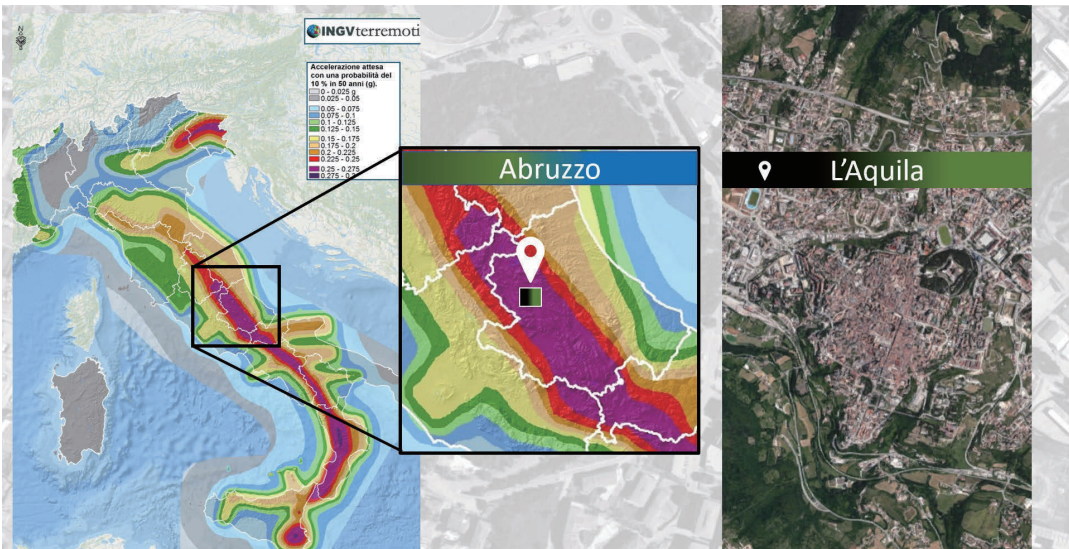 INGVterremoti
Accelerazione attesa
con una probabilità del
10 % in 50 anni (g).
0 - 0.025 g
0.025 - 0.05
0.05 - 0.075
0.075 - 0.1
0.1 - 0.125
0.125 - 0.15
0.15 - 0.175
0.175 - 0.2
0.2 - 0.225
0.225 - 0.25
0.25 - 0.275
0.275 -
Abruzzo
L'Aquila